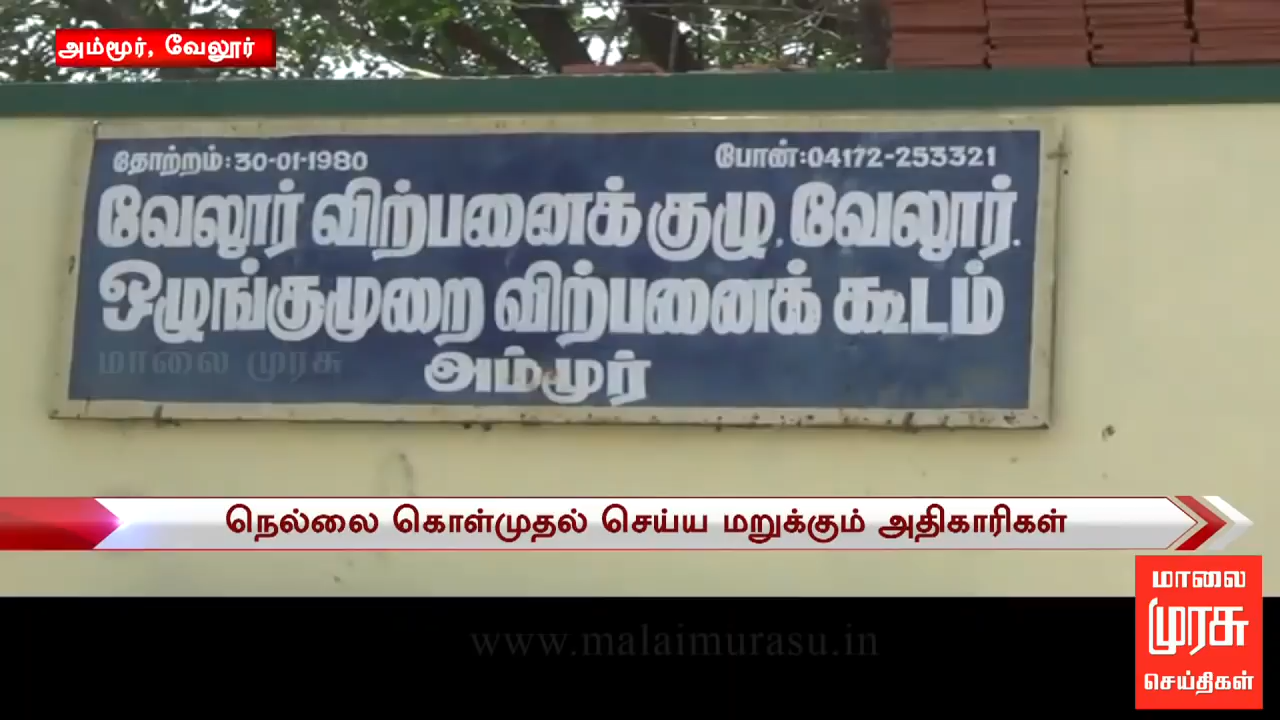 அம்மூர், வேலூர்
தோற்றம்:30-01-1980 போன்:04172-253321
வேலூர் விற்பனைக் குழு, வேலூர்.
ஒழுங்குமுறை விற்பனைக் கூடம்
மாலை முரசு
அம்மூர்
நெல்லை கொள்முதல் செய்ய மறுக்கும் அதிகாரிகள்
மாலை
முரசு
செய்திகள்
www.malaimurasu.in